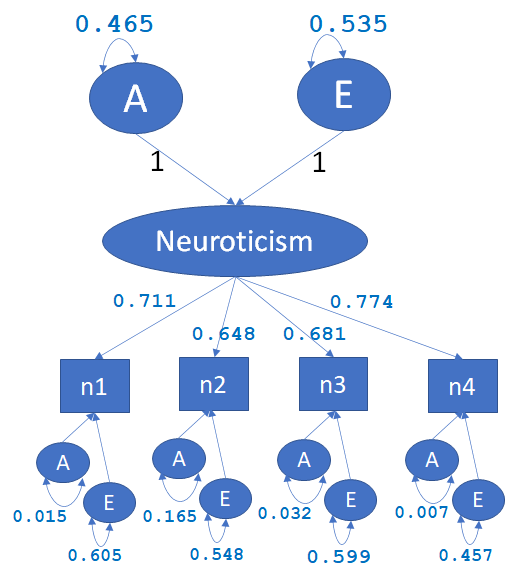 0.465 0.535
A E
1 1
Neuroticism
0.711 0.774
0.648 0.681
n1 n2 n3 n4
A A A A
E E E E
0.015 0.165 0.032 0.007
0.605 0.548 0.599 0.457